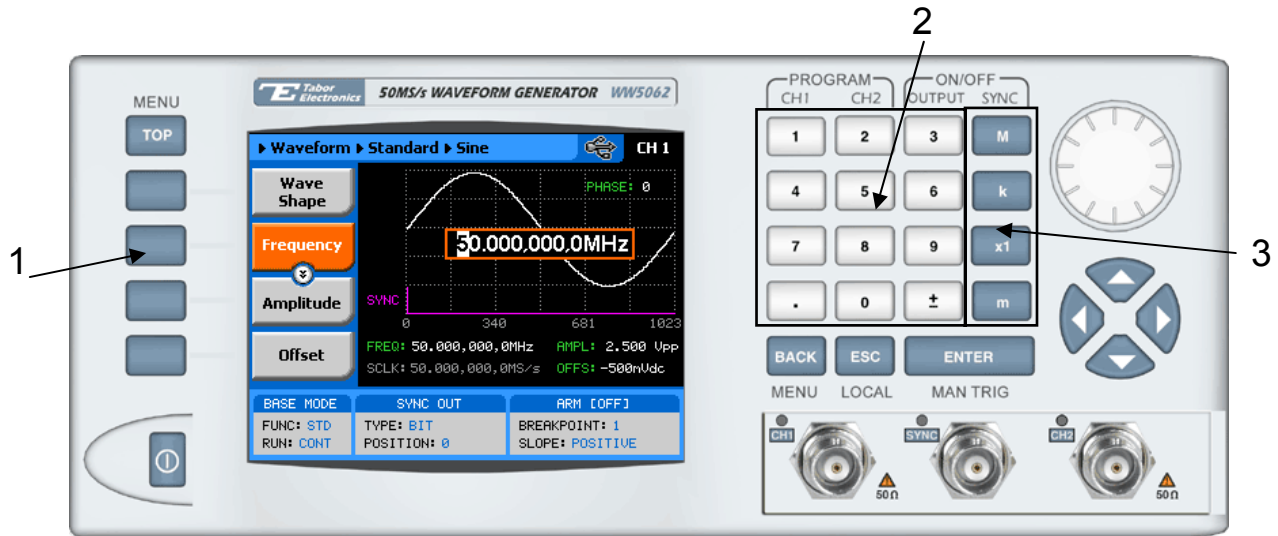 2
PROGRAM ON/OFF
CH1 CH2 OUTPUT SYNC
MENU
TOP
Tabor Electronics 50MS/s WAVEFORM GENERATOR WW5062
Waveform Standard Sine CH 1
Wave Shape
PHASE: 0
Frequency
50.000,000,0MHz
Amplitude
SYNC
0 340 681 1023
Offset
FREQ: 50.000,000,0MHz AMPL: 2.500 Vpp
SCLK: 50.000,000,0MS/s OFFS: -500mVdc
BASE MODE SYNC OUT ARM [OFF]
FUNC: STD TYPE: BIT BREAKPOINT: 1
RUN: CONT POSITION: 0 SLOPE: POSITIVE
1 2 3 M
4 5 6 k
7 8 9 x1
. 0 ± m
BACK ESC ENTER
MENU LOCAL MAN TRIG
CH1 SYNC CH2
50Ω 50Ω
1
3